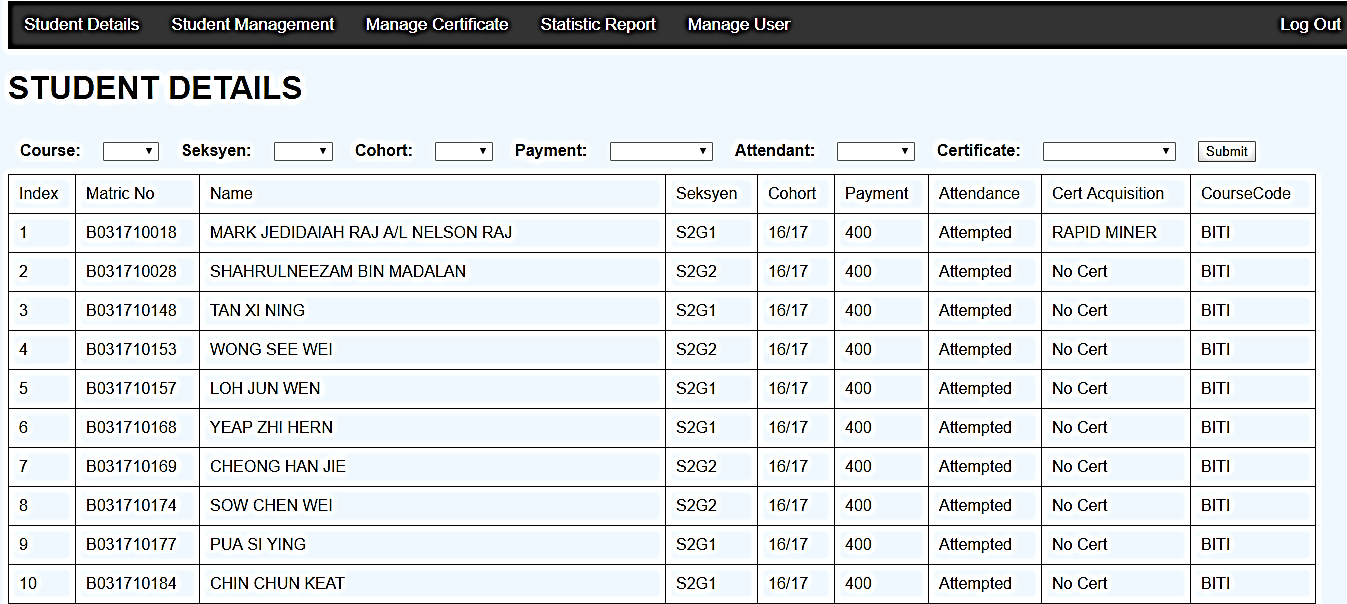 Student Details Student Management Manage Certificate Statistic Report Manage User Log Out
STUDENT DETAILS
Course: Seksyen: Cohort: Payment: Attendant: Certificate: Submit
Index Matric No Name Seksyen Cohort Payment Attendance Cert Acquisition CourseCode
1 B031710018 MARK JEDIDAIAH RAJ A/L NELSON RAJ S2G1 16/17 400 Attempted RAPID MINER BITI
2 B031710028 SHAHRULNEEZAM BIN MADALAN S2G2 16/17 400 Attempted No Cert BITI
3 B031710148 TAN XI NING S2G1 16/17 400 Attempted No Cert BITI
4 B031710153 WONG SEE WEI S2G2 16/17 400 Attempted No Cert BITI
5 B031710157 LOH JUN WEN S2G1 16/17 400 Attempted No Cert BITI
6 B031710168 YEAP ZHI HERN S2G1 16/17 400 Attempted No Cert BITI
7 B031710169 CHEONG HAN JIE S2G2 16/17 400 Attempted No Cert BITI
8 B031710174 SOW CHEN WEI S2G2 16/17 400 Attempted No Cert BITI
9 B031710177 PUA SI YING S2G1 16/17 400 Attempted No Cert BITI
10 B031710184 CHIN CHUN KEAT S2G1 16/17 400 Attempted No Cert BITI